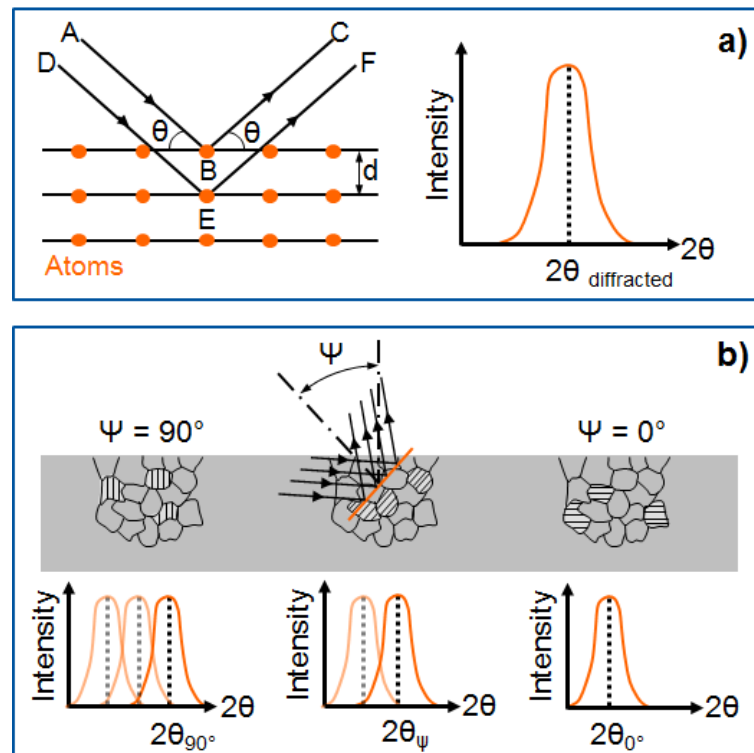 a)
A
C
D
F
θ
θ
B
d
E
Atoms
Intensity
2θ
2θ diffracted
b)
Ψ
Ψ = 90°
Ψ = 0°
Intensity
2θ
2θ90°
Intensity
2θ
2θψ
Intensity
2θ
2θ0°